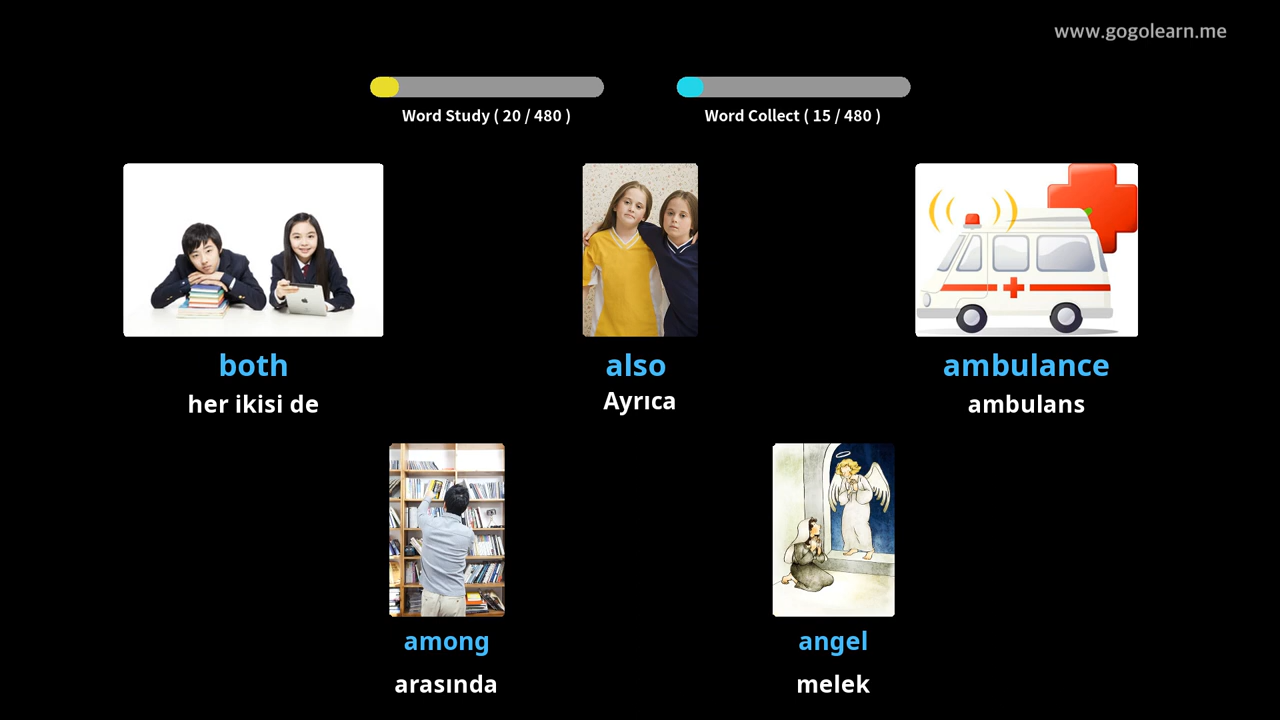 www.gogolearn.me
Word Study ( 20 / 480 )
Word Collect ( 15 / 480 )
both
her ikisi de
also
Ayrıca
ambulance
ambulans
among
arasında
angel
melek